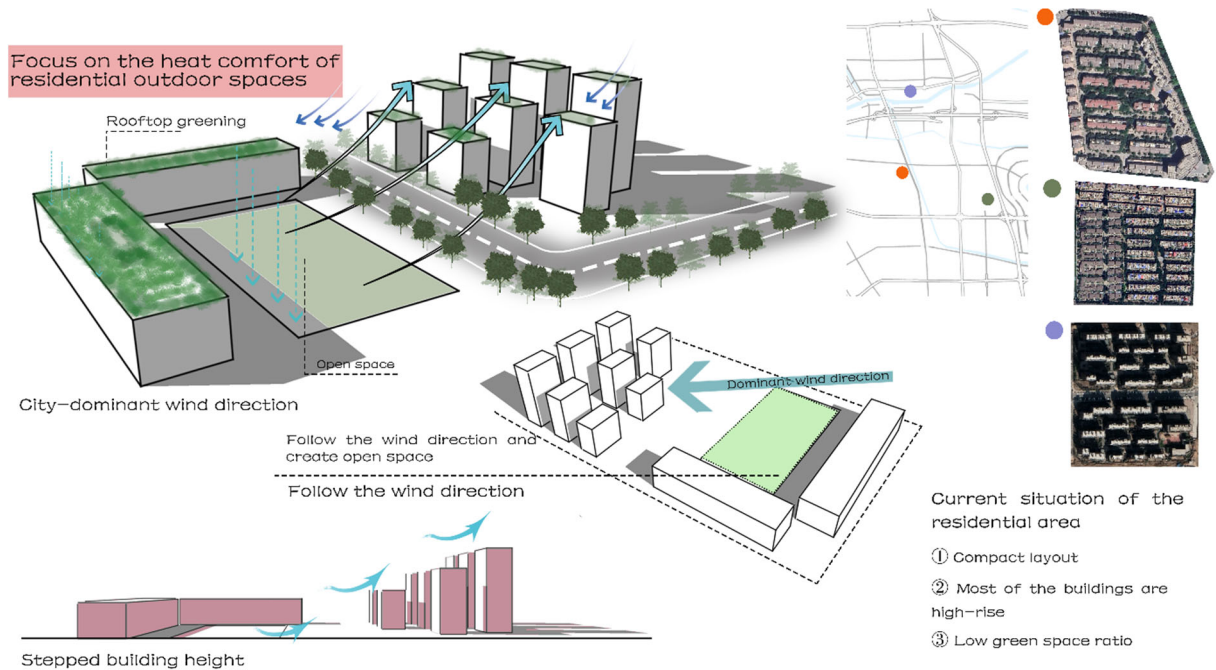 Focus on the heat comfort of
residential outdoor spaces
Rooftop greening
Open space
City-dominant wind direction
Dominant wind direction
Follow the wind direction and
create open space
Follow the wind direction
Stepped building height
Current situation of the
residential area
① Compact layout
② Most of the buildings are
high-rise
③ Low green space ratio